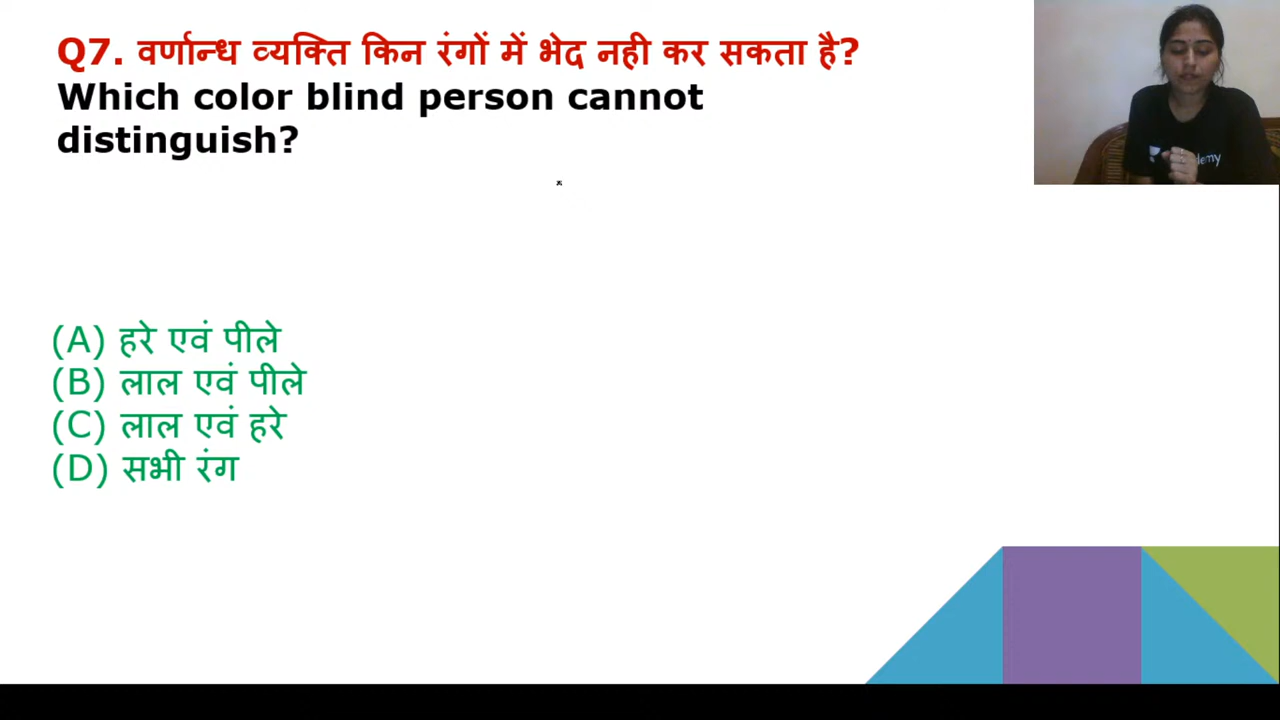 Q7. वर्णान्ध व्यक्ति किन रंगों में भेद नही कर सकता है?
Which color blind person cannot
distinguish?
(A) हरे एवं पीले
(B) लाल एवं पीले
(C) लाल एवं हरे
(D) सभी रंग